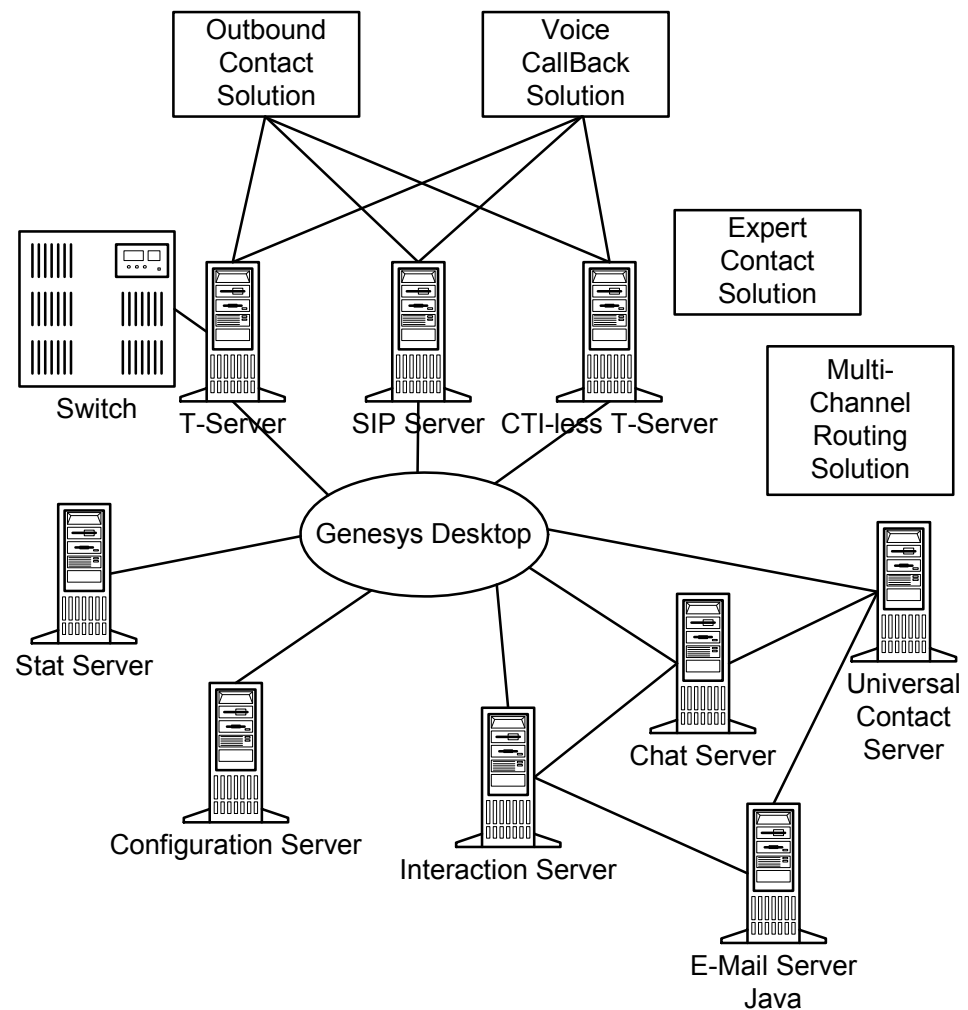 Outbound
Contact
Solution
Voice
CallBack
Solution
Expert
Contact
Solution
Switch
T-Server
SIP Server
CTI-less T-Server
Multi-
Channel
Routing
Solution
Genesys Desktop
Stat Server
Universal
Contact
Server
Chat Server
Configuration Server
Interaction Server
E-Mail Server
Java